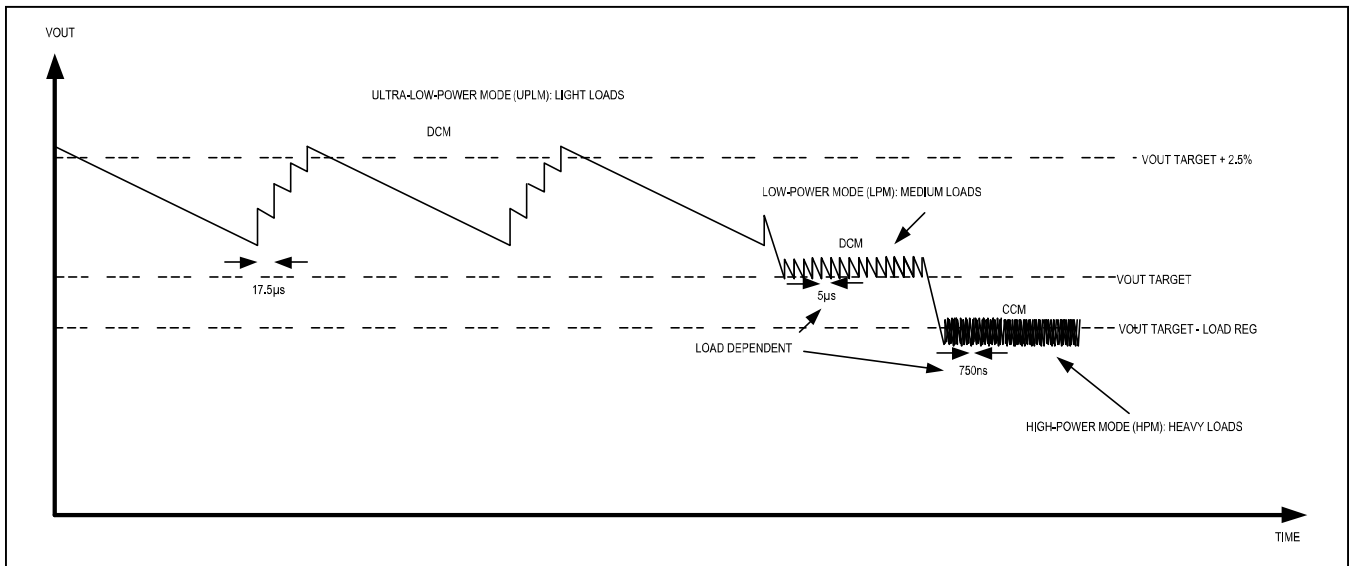 VOUT
ULTRA-LOW-POWER MODE (UPLM): LIGHT LOADS
DCM
VOUT TARGET + 2.5%
LOW-POWER MODE (LPM): MEDIUM LOADS
DCM
17.5µs
VOUT TARGET
5µs
CCM
VOUT TARGET - LOAD REG
LOAD DEPENDENT
750ns
HIGH-POWER MODE (HPM): HEAVY LOADS
TIME